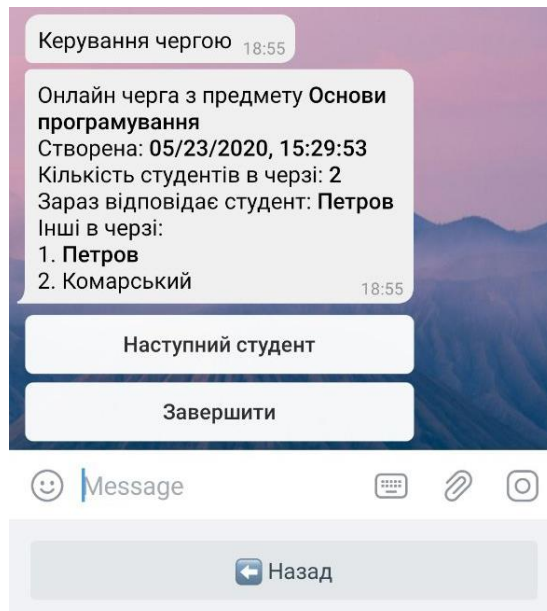 Керування чергою 18:55
Онлайн черга з предмету Основи
програмування
Створена: 05/23/2020, 15:29:53
Кількість студентів в черзі: 2
Зараз відповідає студент: Петров
Інші в черзі:
1. Петров
2. Комарський
18:55
Наступний студент
Завершити
Message
Назад